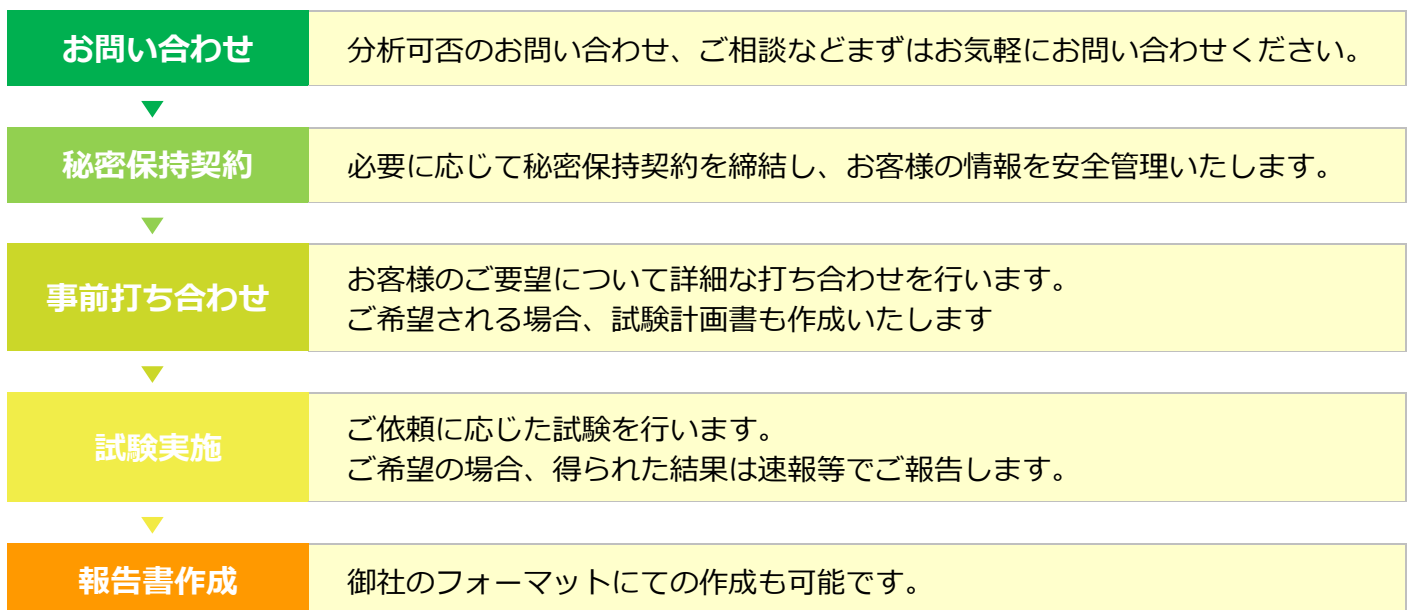 お問い合わせ
分析可否のお問い合わせ、ご相談などまずはお気軽にお問い合わせください。
秘密保持契約
必要に応じて秘密保持契約を締結し、お客様の情報を安全管理いたします。
事前打ち合わせ
お客様のご要望について詳細な打ち合わせを行います。
ご希望される場合、試験計画書も作成いたします
試験実施
ご依頼に応じた試験を行います。
ご希望の場合、得られた結果は速報等でご報告します。
報告書作成
御社のフォーマットにての作成も可能です。